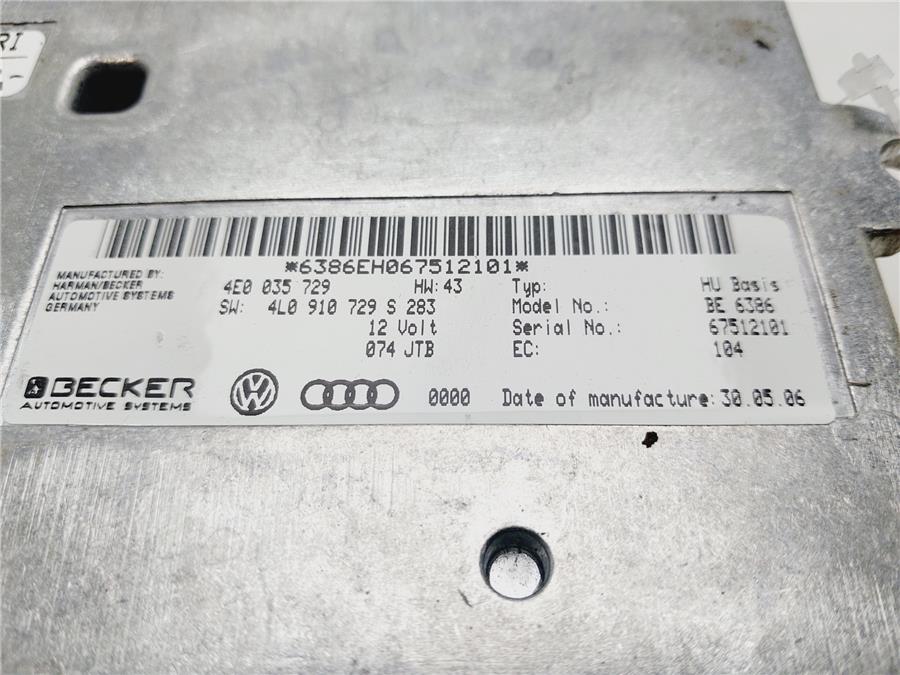 RI
*6386EH067512101*
MANUFACTURED BY:
HARMAN/BECKER
AUTOMOTIVE SYSTEMS
GERMANY
4E0 035 729 HW: 43
SW: 4L0 910 729 S 283
12 Volt
074 JTB
Typ: HU Basis
Model No.: BE 6386
Serial No.: 67512101
EC: 104
BECKER
AUTOMOTIVE SYSTEMS
0000 Date of manufacture: 30.05.06